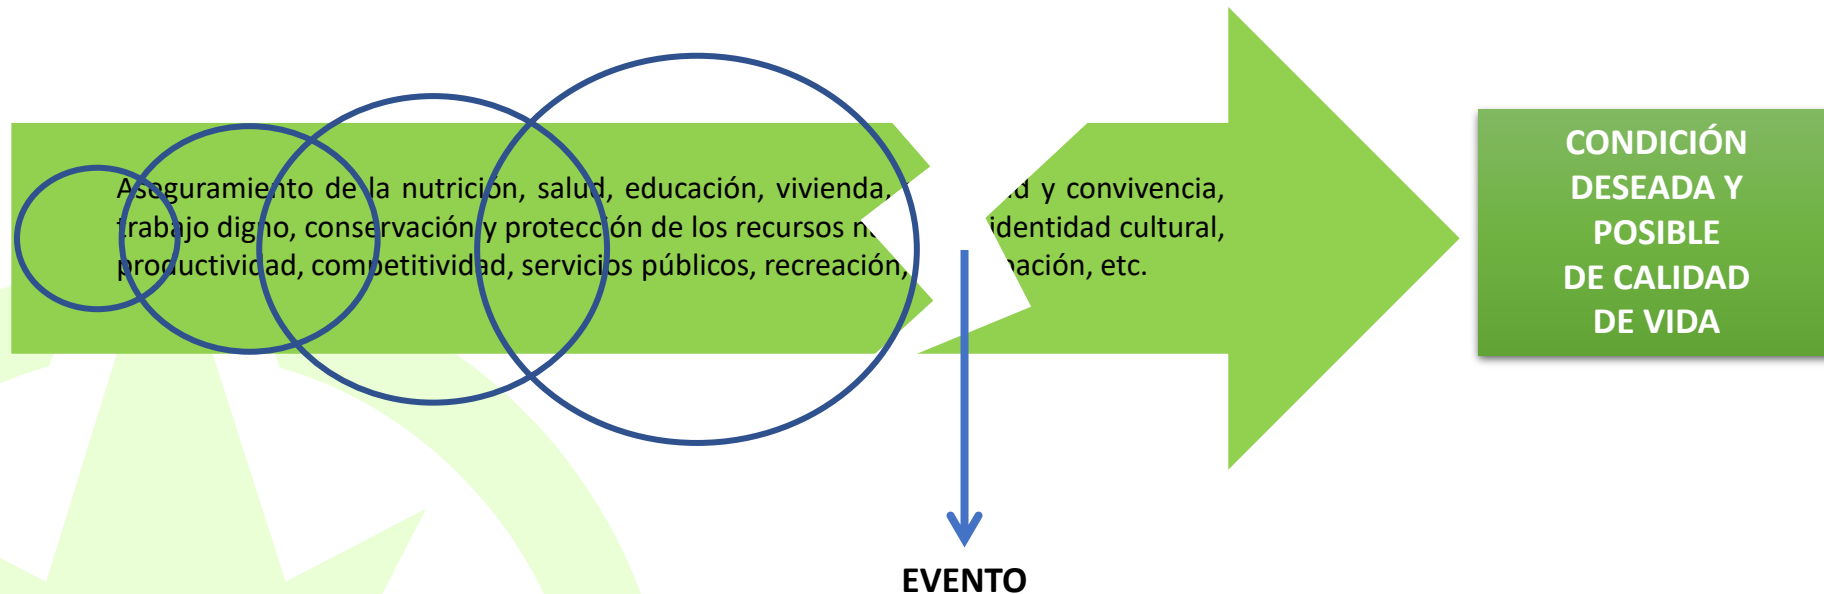 Aseguramiento de la nutrición, salud, educación, vivienda, y convivencia,
trabajo digno, conservación y protección de los recursos identidad cultural,
productividad, competitividad, servicios públicos, recreación, etc.
CONDICIÓN
DESEADA Y
POSIBLE
DE CALIDAD
DE VIDA
EVENTO